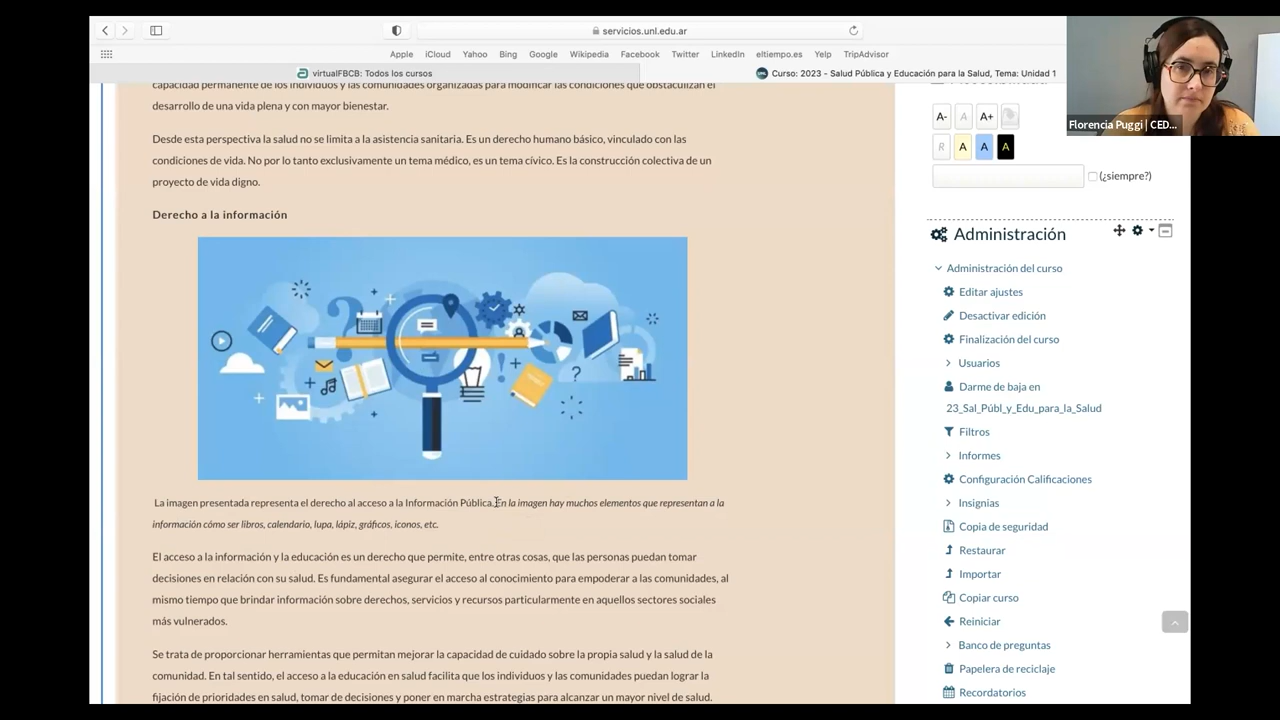 servicios.unl.edu.ar
Apple iCloud Yahoo Bing Google Wikipedia Facebook Twitter LinkedIn eltiempo.es Yelp TripAdvisor
virtualFBCB: Todos los cursos
Curso: 2023 - Salud Pública y Educación para la Salud, Tema: Unidad 1
Florencia Puggi | CED...
capacidad permanente de los individuos y las comunidades organizadas para modificar las condiciones que obstaculizan el
desarrollo de una vida plena y con mayor bienestar.
Desde esta perspectiva la salud no se limita a la asistencia sanitaria. Es un derecho humano básico, vinculado con las
condiciones de vida. No por lo tanto exclusivamente un tema médico, es un tema cívico. Es la construcción colectiva de un
proyecto de vida digno.
Derecho a la información
La imagen presentada representa el derecho al acceso a la Información Pública. En la imagen hay muchos elementos que representan a la
información cómo ser libros, calendario, lupa, lápiz, gráficos, iconos, etc.
El acceso a la información y la educación es un derecho que permite, entre otras cosas, que las personas puedan tomar
decisiones en relación con su salud. Es fundamental asegurar el acceso al conocimiento para empoderar a las comunidades, al
mismo tiempo que brindar información sobre derechos, servicios y recursos particularmente en aquellos sectores sociales
más vulnerados.
Se trata de proporcionar herramientas que permitan mejorar la capacidad de cuidado sobre la propia salud y la salud de la
comunidad. En tal sentido, el acceso a la educación en salud facilita que los individuos y las comunidades puedan lograr la
fijación de prioridades en salud, tomar de decisiones y poner en marcha estrategias para alcanzar un mayor nivel de salud.
A- A A+
R A A A
(¿siempre?)
Administración
Administración del curso
Editar ajustes
Desactivar edición
Finalización del curso
Usuarios
Darme de baja en
23_Sal_Públ_y_Edu_para_la_Salud
Filtros
Informes
Configuración Calificaciones
Insignias
Copia de seguridad
Restaurar
Importar
Copiar curso
Reiniciar
Banco de preguntas
Papelera de reciclaje
Recordatorios